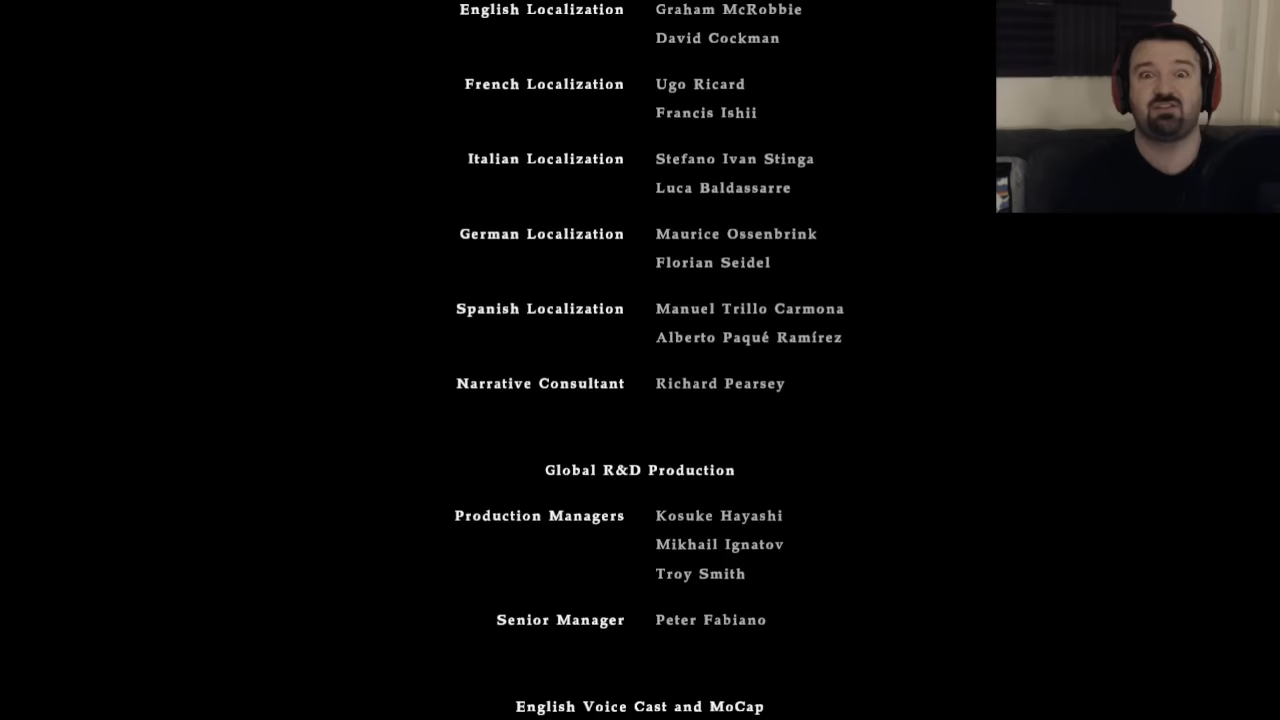 English Localization Graham McRobbie
David Cockman
French Localization Ugo Ricard
Francis Ishii
Italian Localization Stefano Ivan Stinga
Luca Baldassarre
German Localization Maurice Ossenbrink
Florian Seidel
Spanish Localization Manuel Trillo Carmona
Alberto Paqué Ramírez
Narrative Consultant Richard Pearsey
Global R&D Production
Production Managers Kosuke Hayashi
Mikhail Ignatov
Troy Smith
Senior Manager Peter Fabiano
English Voice Cast and MoCap